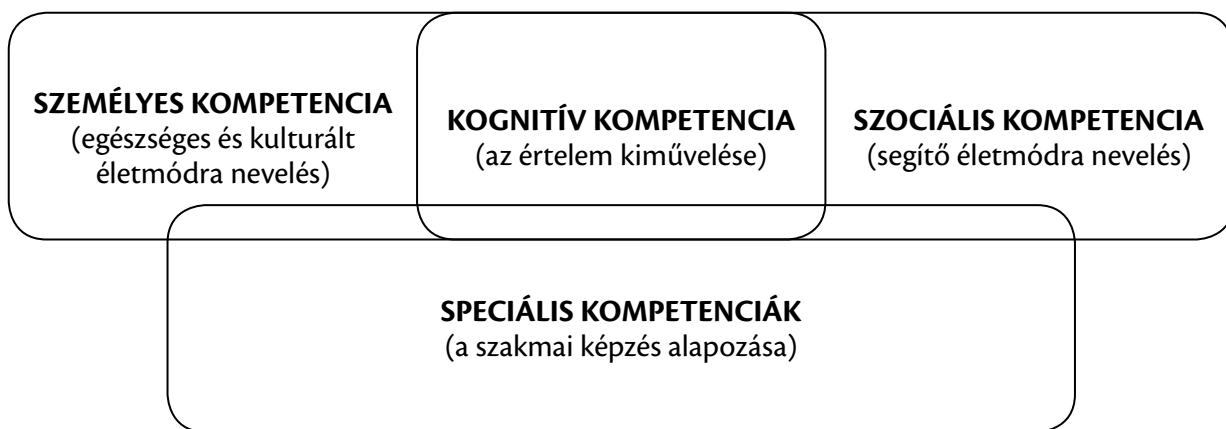 SZEMÉLYES KOMPETENCIA
(egészséges és kulturált
életmódra nevelés)
KOGNITÍV KOMPETENCIA
(az értelem kiművelése)
SZOCIÁLIS KOMPETENCIA
(segítő életmódra nevelés)
SPECIÁLIS KOMPETENCIÁK
(a szakmai képzés alapozása)